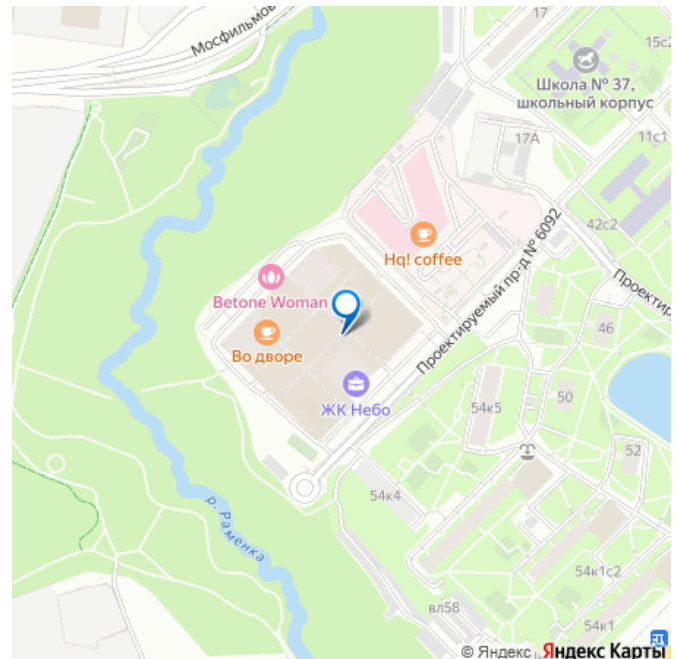 17
15с2
Мосфильмов
Школа № 37,
школьный корпус
17А
11с1
42с2
Hq! coffee
Проектируемый пр-д № 6092
Проектир
Betone Woman
Во дворе
46
ЖК Небо
54к5
50
52
54к4
р. Раменка
54к1с2
вл58
54к1
© Яндекс Яндекс Карты